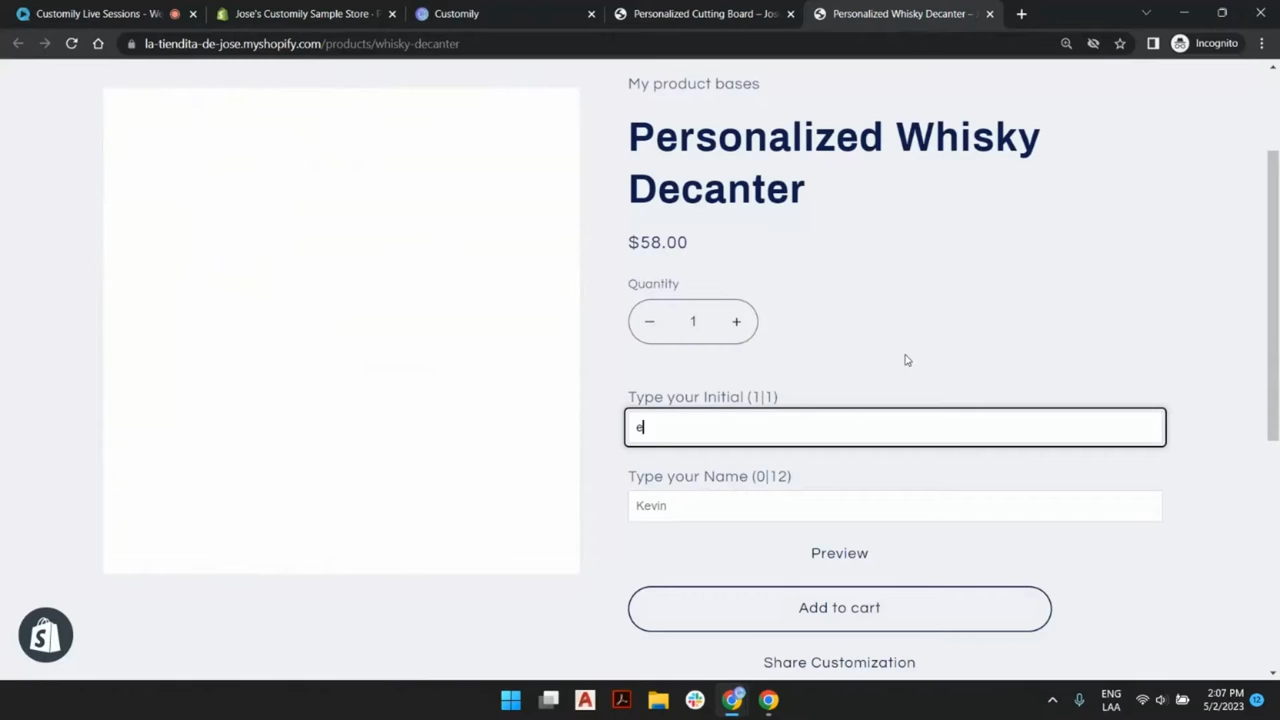 Customily Live Sessions - We
Jose's Customily Sample Store - P
Customily
Personalized Cutting Board – Jos
Personalized Whisky Decanter –
la-tiendita-de-jose.myshopify.com/products/whisky-decanter
Incognito
My product bases
Personalized Whisky
Decanter
$58.00
Quantity
1
Type your Initial (1|1)
e
Type your Name (0|12)
Kevin
Preview
Add to cart
Share Customization
ENG
LAA
2:07 PM
5/2/2023
12